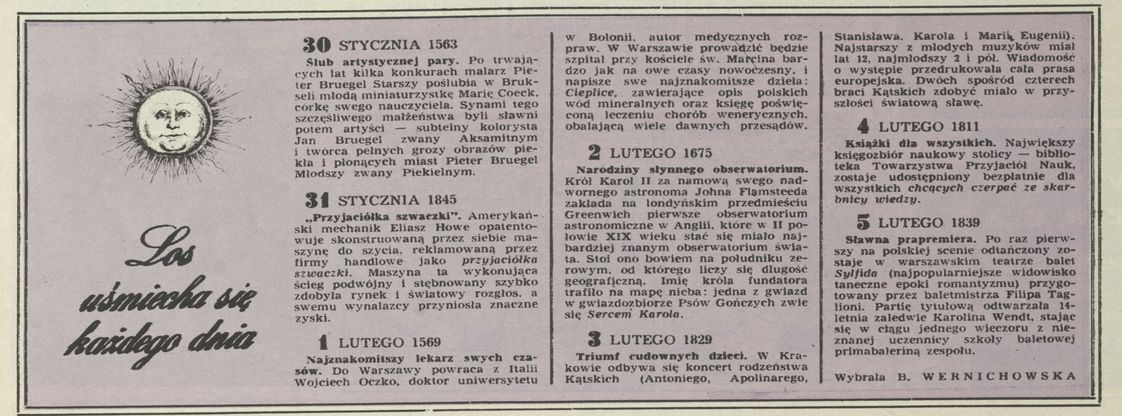 Los
uśmiecha się
każdego dnia
30 STYCZNIA 1563
Ślub artystycznej pary. Po trwają-
cych lat kilka konkurach malarz Pie-
ter Bruegel Starszy poślubia w Bruk-
seli młodą miniaturzystkę Marię Coeck,
córkę swego nauczyciela. Synami tego
szczęśliwego małżeństwa byli sławni
potem artyści — subtelny kolorysta
Jan Bruegel zwany Aksamitnym
i twórca pełnych grozy obrazów pie-
kła i płonących miast Pieter Bruegel
Młodszy zwany Piekielnym.
31 STYCZNIA 1845
„Przyjaciółka szwaczki”. Amerykań-
ski mechanik Eliasz Howe opatento-
wuje skonstruowaną przez siebie ma-
szynę do szycia, reklamowaną przez
firmy handlowe jako przyjaciółka
szwaczki. Maszyna ta wykonująca
ścieg podwójny i stębnowany szybko
zdobyła rynek i światowy rozgłos, a
swemu wynalazcy przyniosła znaczne
zyski.
1 LUTEGO 1569
Najznakomitszy lekarz swych cza-
sów. Do Warszawy powraca z Italii
Wojciech Oczko, doktor uniwersytetu
w Bolonii, autor medycznych roz-
praw. W Warszawie prowadzić będzie
szpital przy kościele św. Marcina bar-
dzo jak na owe czasy nowoczesny, i
napisze swe najznakomitsze dzieła:
Cieplice, zawierające opis polskich
wód mineralnych oraz księgę poświę-
coną leczeniu chorób wenerycznych,
obalającą wiele dawnych przesądów.
2 LUTEGO 1675
Narodziny słynnego obserwatorium.
Król Karol II za namową swego nad-
wornego astronoma Johna Flamsteeda
zakłada na londyńskim przedmieściu
Greenwich pierwsze obserwatorium
astronomiczne w Anglii, które w II po-
łowie XIX wieku stać się miało naj-
bardziej znanym obserwatorium świa-
ta. Stoi ono bowiem na południku ze-
rowym, od którego liczy się długość
geograficzną. Imię króla fundatora
trafiło na mapę nieba: jedna z gwiazd
w gwiazdozbiorze Psów Gończych zwie
się Sercem Karola.
3 LUTEGO 1829
Triumf cudownych dzieci. W Kra-
kowie odbywa się koncert rodzeństwa
Kątskich (Antoniego, Apolinarego,
Stanisława, Karola i Marii Eugenii).
Najstarszy z młodych muzyków miał
lat 12, najmłodszy 2 i pół. Wiadomość
o występie przedrukowała cała prasa
europejska. Dwóch spośród czterech
braci Kątskich zdobyć miało w przy-
szłości światową sławę.
4 LUTEGO 1811
Książki dla wszystkich. Największy
księgozbiór naukowy stolicy — biblio-
teka Towarzystwa Przyjaciół Nauk,
zostaje udostępniony bezpłatnie dla
wszystkich chcących czerpać ze skar-
bnicy wiedzy.
5 LUTEGO 1839
Sławna prapremiera. Po raz pierw-
szy na polskiej scenie odtańczony zo-
staje w warszawskim teatrze balet
Sylfida (najpopularniejsze widowisko
taneczne epoki romantyzmu) przygo-
towany przez baletmistrza Filipa Tag-
lioni. Partię tytułową odtwarzała 14-
letnia zaledwie Karolina Wendt, stając
się w ciągu jednego wieczoru z nie-
znanej uczennicy szkoły baletowej
primabaleriną zespołu.
Wybrała B. WERNICHOWSKA